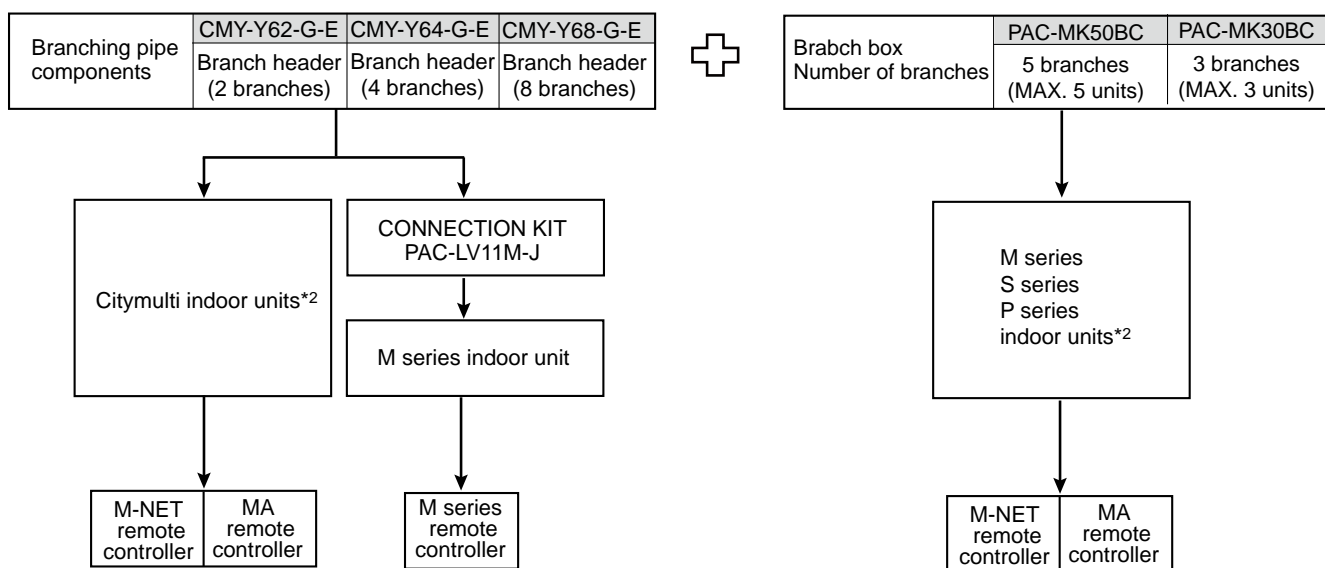 Branching pipe
components
CMY-Y62-G-E
Branch header
(2 branches)
CMY-Y64-G-E
Branch header
(4 branches)
CMY-Y68-G-E
Branch header
(8 branches)
Brabch box
Number of branches
PAC-MK50BC
5 branches
(MAX. 5 units)
PAC-MK30BC
3 branches
(MAX. 3 units)
Citymulti indoor units*2
CONNECTION KIT
PAC-LV11M-J
M series indoor unit
M series
S series
P series
indoor units*2
M-NET
remote
controller
MA
remote
controller
M series
remote
controller
M-NET
remote
controller
MA
remote
controller